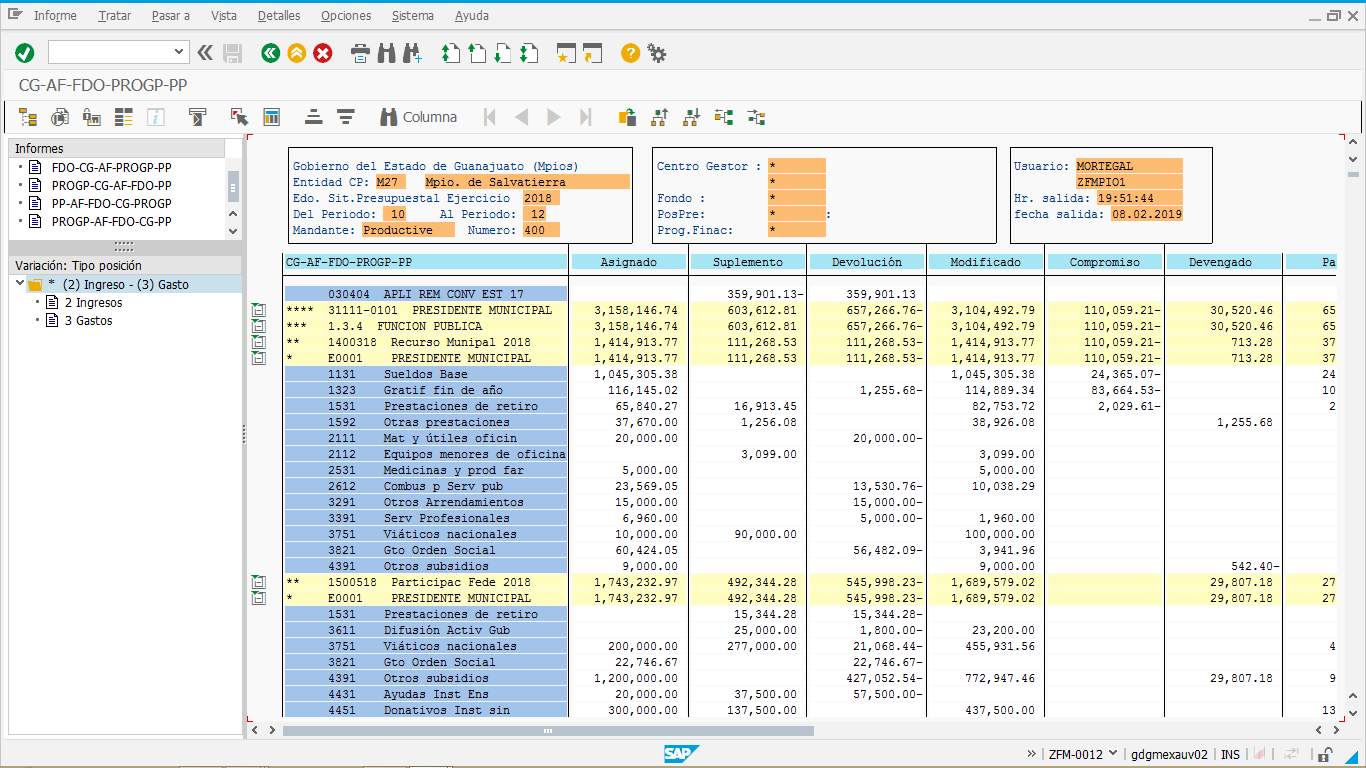 Informe Tratar Pasar a Vista Detalles Opciones Sistema Ayuda
CG-AF-FDO-PROGP-PP
Columna
Informes
FDO-CG-AF-PROGP-PP
PROGP-CG-AF-FDO-PP
PP-AF-FDO-CG-PROGP
PROGP-AF-FDO-CG-PP
Variación: Tipo posición
* (2) Ingreso - (3) Gasto
2 Ingresos
3 Gastos
Gobierno del Estado de Guanajuato (Mpios)
Entidad CP: M27 Mpio. de Salvatierra
Edo. Sit.Presupuestal Ejercicio 2018
Del Periodo: 10 Al Periodo: 12
Mandante: Productive Numero: 400
Centro Gestor : *
*
Fondo : *
PosPre: * :
Prog.Finac: *
Usuario: MORTEGAL
ZFMPIO1
Hr. salida: 19:51:44
fecha salida: 08.02.2019
CG-AF-FDO-PROGP-PP Asignado Suplemento Devolución Modificado Compromiso Devengado Pa
030404 APLI REM CONV EST 17 359,901.13- 359,901.13
**** 31111-0101 PRESIDENTE MUNICIPAL 3,158,146.74 603,612.81 657,266.76- 3,104,492.79 110,059.21- 30,520.46 65
*** 1.3.4 FUNCION PUBLICA 3,158,146.74 603,612.81 657,266.76- 3,104,492.79 110,059.21- 30,520.46 65
** 1400318 Recurso Munipal 2018 1,414,913.77 111,268.53 111,268.53- 1,414,913.77 110,059.21- 713.28 37
* E0001 PRESIDENTE MUNICIPAL 1,414,913.77 111,268.53 111,268.53- 1,414,913.77 110,059.21- 713.28 37
1131 Sueldos Base 1,045,305.38 1,045,305.38 24,365.07- 24
1323 Gratif fin de año 116,145.02 1,255.68- 114,889.34 83,664.53- 10
1531 Prestaciones de retiro 65,840.27 16,913.45 82,753.72 2,029.61- 2
1592 Otras prestaciones 37,670.00 1,256.08 38,926.08 1,255.68
2111 Mat y útiles oficin 20,000.00 20,000.00-
2112 Equipos menores de oficina 3,099.00 3,099.00
2531 Medicinas y prod far 5,000.00 5,000.00
2612 Combus p Serv pub 23,569.05 13,530.76- 10,038.29
3291 Otros Arrendamientos 15,000.00 15,000.00-
3391 Serv Profesionales 6,960.00 5,000.00- 1,960.00
3751 Viáticos nacionales 10,000.00 90,000.00 100,000.00
3821 Gto Orden Social 60,424.05 56,482.09- 3,941.96
4391 Otros subsidios 9,000.00 9,000.00 542.40-
** 1500518 Participac Fede 2018 1,743,232.97 492,344.28 545,998.23- 1,689,579.02 29,807.18 27
* E0001 PRESIDENTE MUNICIPAL 1,743,232.97 492,344.28 545,998.23- 1,689,579.02 29,807.18 27
1531 Prestaciones de retiro 15,344.28 15,344.28-
3611 Difusión Activ Gub 25,000.00 1,800.00- 23,200.00
3751 Viáticos nacionales 200,000.00 277,000.00 21,068.44- 455,931.56 4
3821 Gto Orden Social 22,746.67 22,746.67-
4391 Otros subsidios 1,200,000.00 427,052.54- 772,947.46 29,807.18 9
4431 Ayudas Inst Ens 20,000.00 37,500.00 57,500.00-
4451 Donativos Inst sin 300,000.00 137,500.00 437,500.00 13
SAP
ZFM-0012 gdgmexauv02 INS